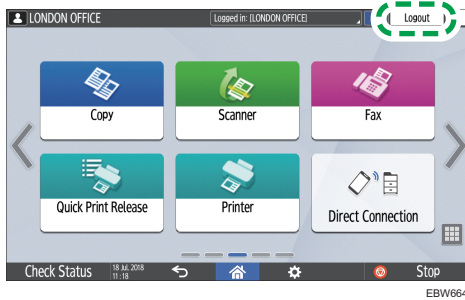 LONDON OFFICE
Logged in: [LONDON OFFICE]
Logout
Copy
Scanner
Fax
Quick Print Release
Printer
Direct Connection
Check Status
18 Jul. 2018
11:18
Stop
EBW664